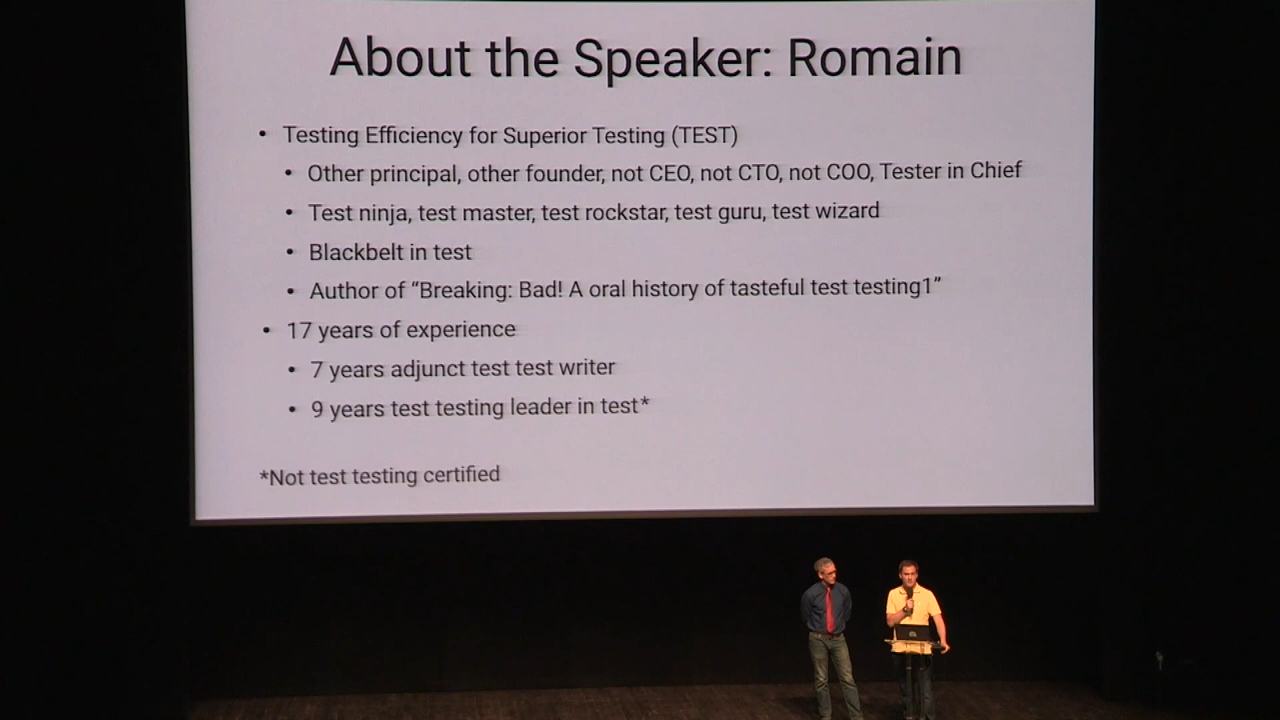 About the Speaker: Romain
• Testing Efficiency for Superior Testing (TEST)
• Other principal, other founder, not CEO, not CTO, not COO, Tester in Chief
• Test ninja, test master, test rockstar, test guru, test wizard
• Blackbelt in test
• Author of “Breaking: Bad! A oral history of tasteful test testing1”
• 17 years of experience
• 7 years adjunct test test writer
• 9 years test testing leader in test*
*Not test testing certified